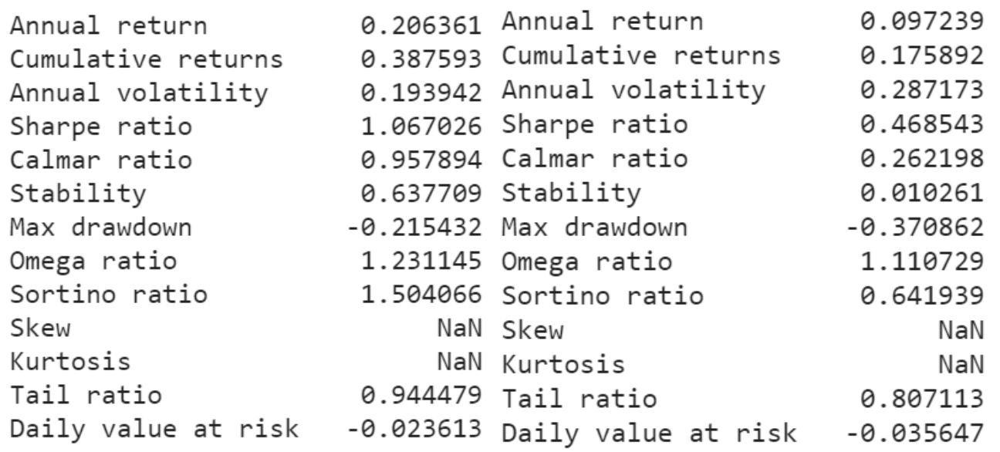 Annual return 0.206361 Annual return 0.097239
Cumulative returns 0.387593 Cumulative returns 0.175892
Annual volatility 0.193942 Annual volatility 0.287173
Sharpe ratio 1.067026 Sharpe ratio 0.468543
Calmar ratio 0.957894 Calmar ratio 0.262198
Stability 0.637709 Stability 0.010261
Max drawdown -0.215432 Max drawdown -0.370862
Omega ratio 1.231145 Omega ratio 1.110729
Sortino ratio 1.504066 Sortino ratio 0.641939
Skew NaN Skew NaN
Kurtosis NaN Kurtosis NaN
Tail ratio 0.944479 Tail ratio 0.807113
Daily value at risk -0.023613 Daily value at risk -0.035647